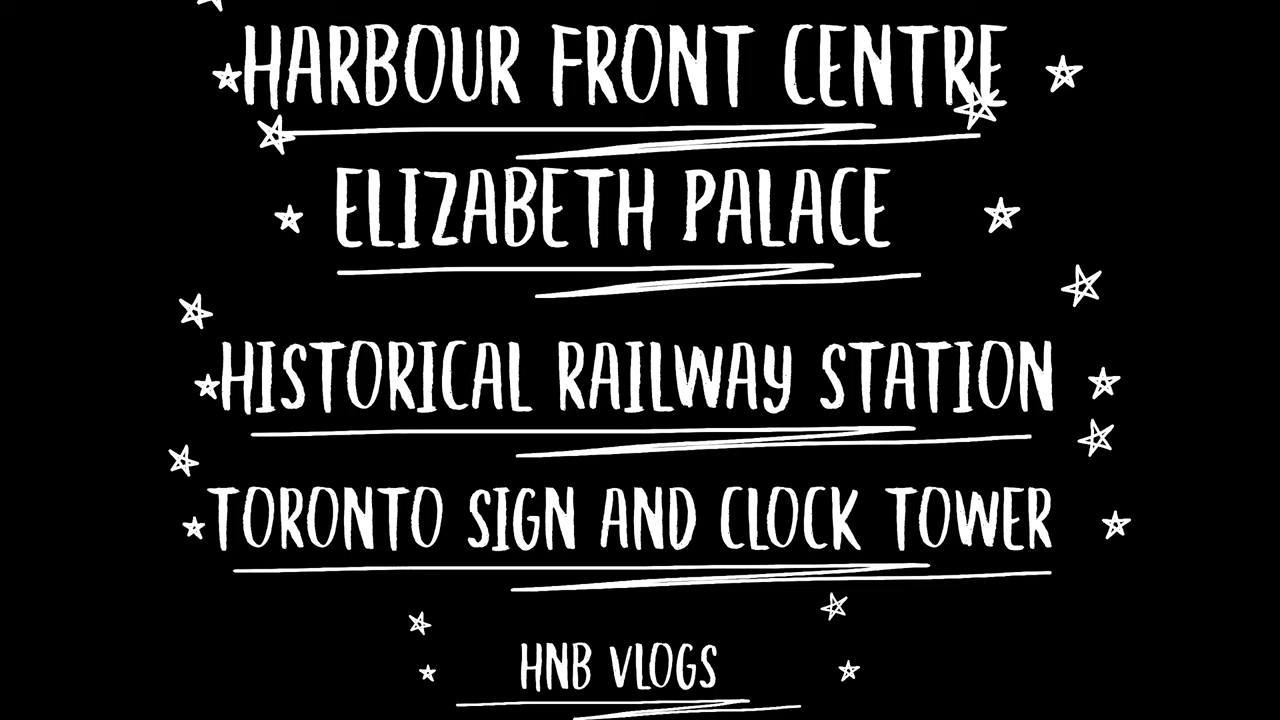 HARBOUR FRONT CENTRE
ELIZABETH PALACE
HISTORICAL RAILWAY STATION
TORONTO SIGN AND CLOCK TOWER
HNB VLOGS